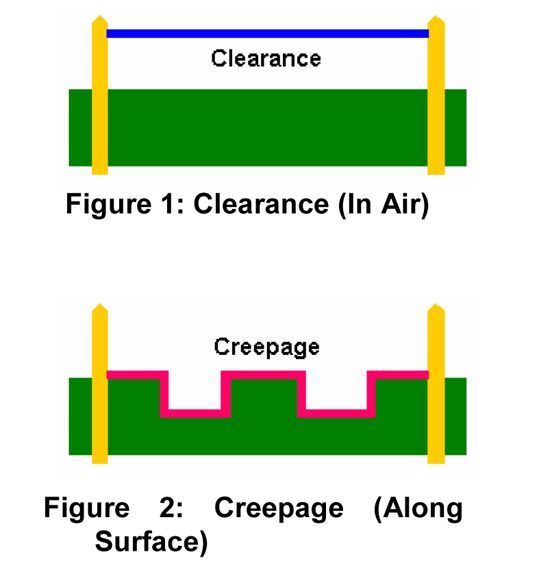 Clearance
Figure 1: Clearance (In Air)
Creepage
Figure 2: Creepage (Along
Surface)